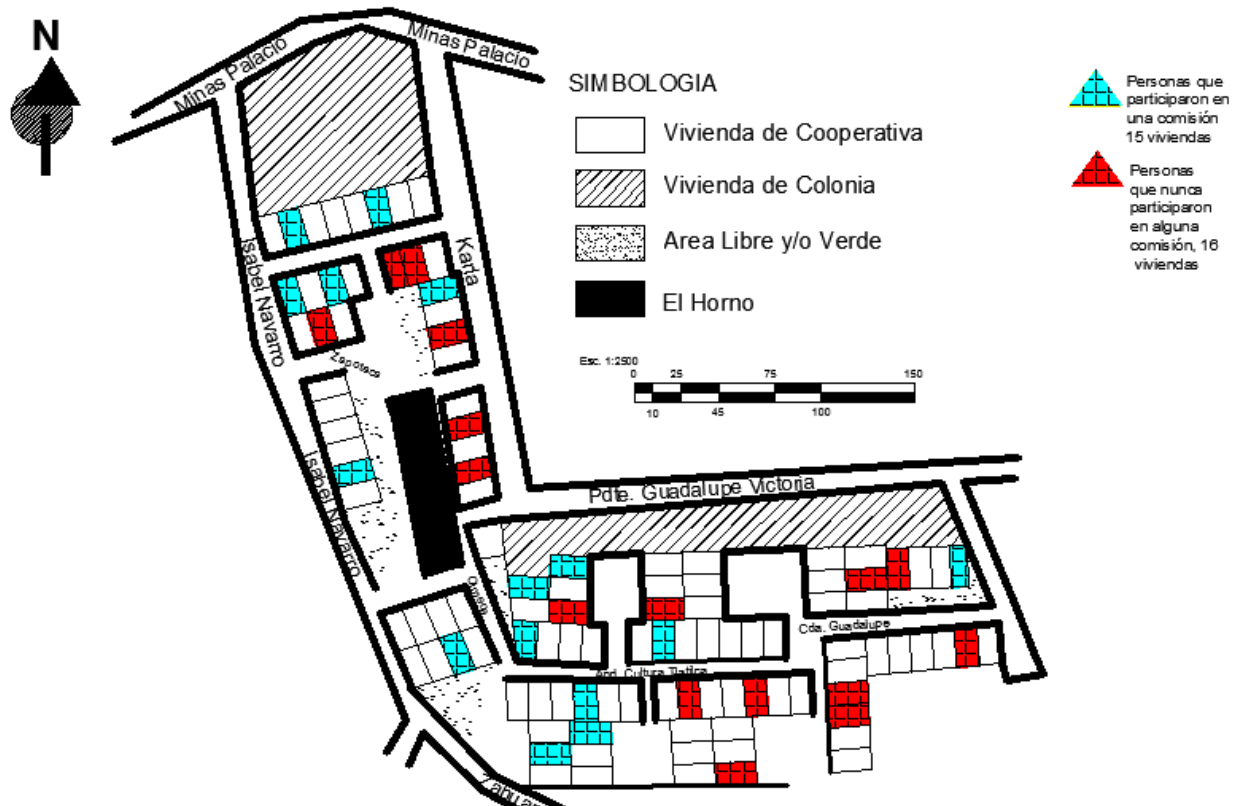 N
Minas Palacio
Minas Palacio
SIMBOLOGIA
Vivienda de Cooperativa
Vivienda de Colonia
Area Libre y/o Verde
El Horno
Esc. 1:2500
0 25 75 150
10 45 100
Personas que
participaron en
una comisión
15 viviendas
Personas
que nunca
participaron
en alguna
comisión, 16
viviendas
Isabel Navarro
Karla
Zapoteca
Isabel Navarro
Pdte. Guadalupe Victoria
Cda. Guadalupe
And. Cultura Tlatilca